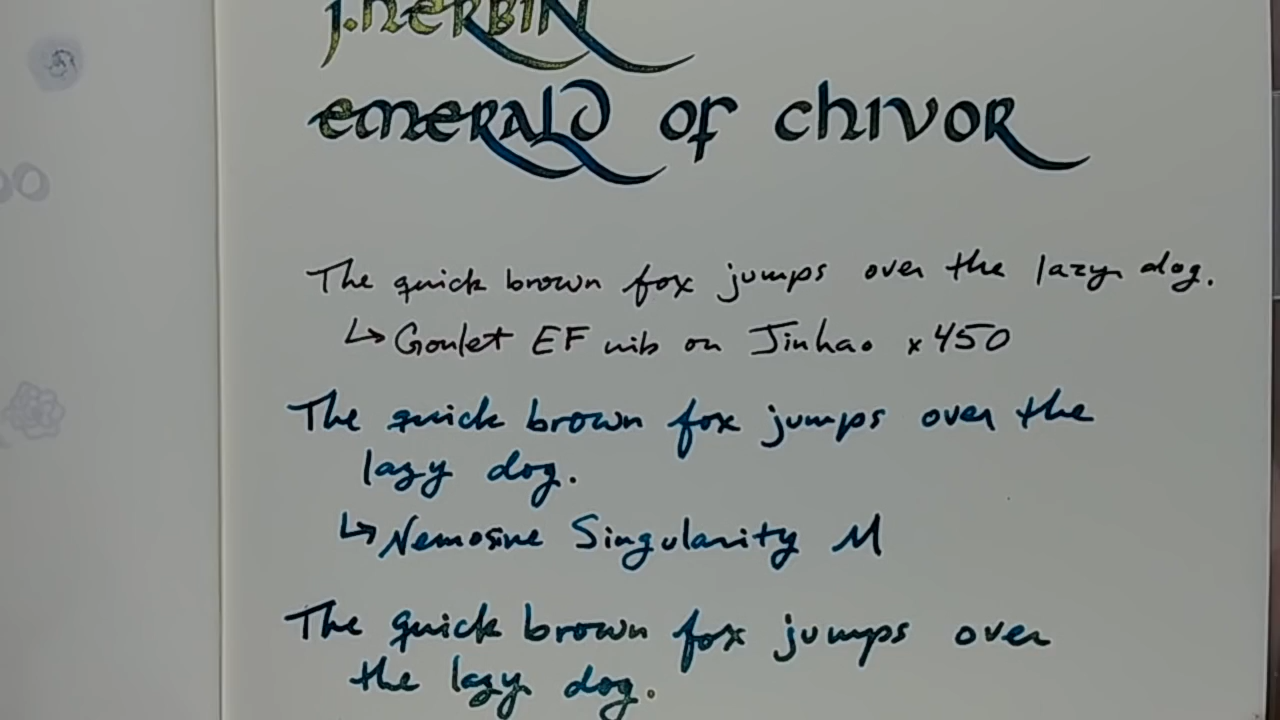 J. HERBIN
emerald of chivor
The quick brown fox jumps over the lazy dog.
↳ Goulet EF nib on Jinhao x450
The quick brown fox jumps over the
lazy dog.
↳ Nemosine Singularity M
The quick brown fox jumps over
the lazy dog.